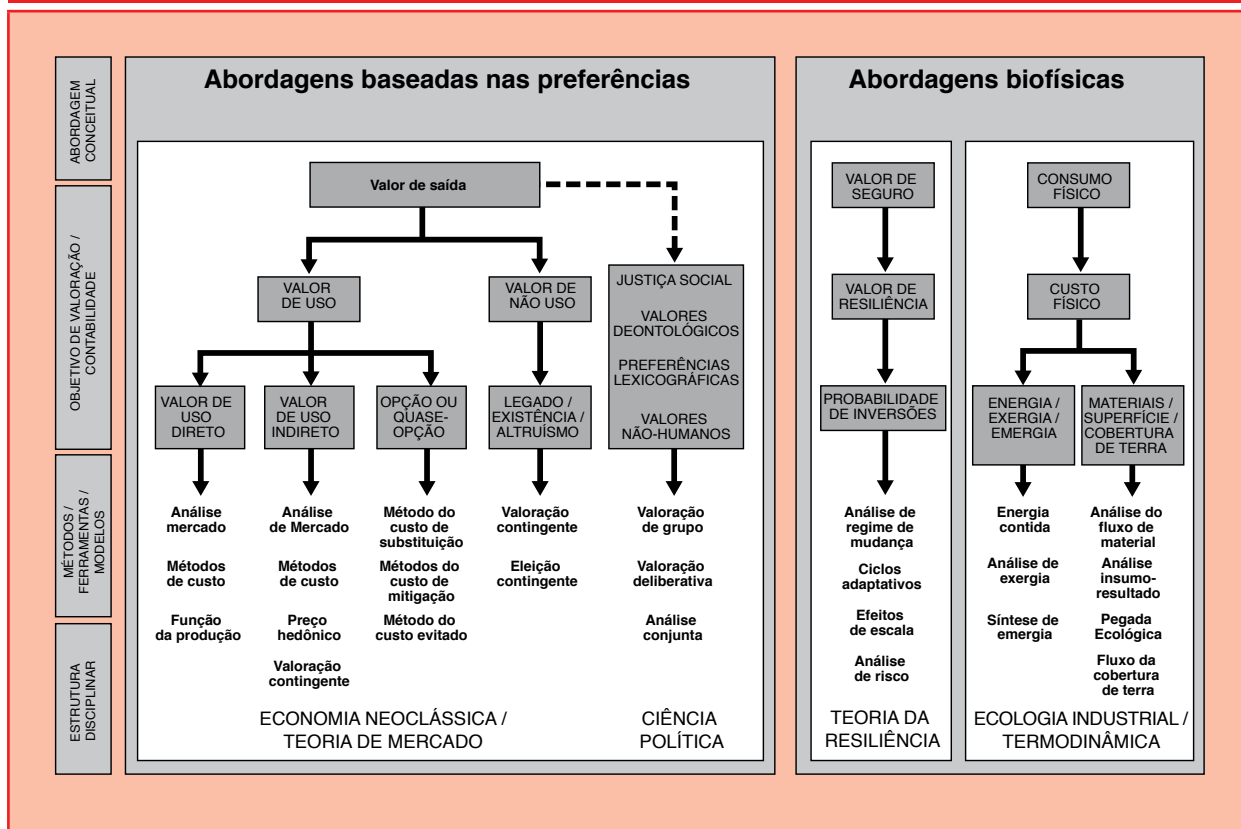 ABORDAGEM
CONCEITUAL
OBJETIVO DE VALORAÇÃO /
CONTABILIDADE
MÉTODOS /
FERRAMENTAS /
MODELOS
ESTRUTURA
DISCIPLINAR
Abordagens baseadas nas preferências
Valor de saída
VALOR
DE USO
VALOR DE
NÃO USO
VALOR DE
USO
DIRETO
VALOR
DE USO
INDIRETO
OPÇÃO OU
QUASE-
OPÇÃO
LEGADO /
EXISTÊNCIA /
ALTRUÍSMO
JUSTIÇA SOCIAL
VALORES
DEONTOLÓGICOS
PREFERÊNCIAS
LEXICOGRÁFICAS
VALORES
NÃO-HUMANOS
Análise
mercado
Métodos
de custo
Função
da produção
Análise
de Mercado
Métodos
de custo
Preço
hedônico
Valoração
contingente
Método do
custo de
substituição
Métodos do
custo de
mitigação
Método do
custo evitado
Valoração
contingente
Eleição
contingente
Valoração
de grupo
Valoração
deliberativa
Análise
conjunta
ECONOMIA NEOCLÁSSICA /
TEORIA DE MERCADO
CIÊNCIA
POLÍTICA
Abordagens biofísicas
VALOR DE
SEGURO
VALOR DE
RESILIÊNCIA
PROBABILIDADE
DE INVERSÕES
Análise de
regime de
mudança
Ciclos
adaptativos
Efeitos
de escala
Análise
de risco
TEORIA DA
RESILIÊNCIA
CONSUMO
FÍSICO
CUSTO
FÍSICO
ENERGIA /
EXERGIA /
EMERGIA
MATERIAIS /
SUPERFÍCIE /
COBERTURA
DE TERRA
Energia
contida
Análise de
exergia
Síntese de
emergia
Análise do
fluxo de
material
Análise
insumo-
resultado
Pegada
Ecológica
Fluxo da
cobertura
de terra
ECOLOGIA INDUSTRIAL /
TERMODINÂMICA